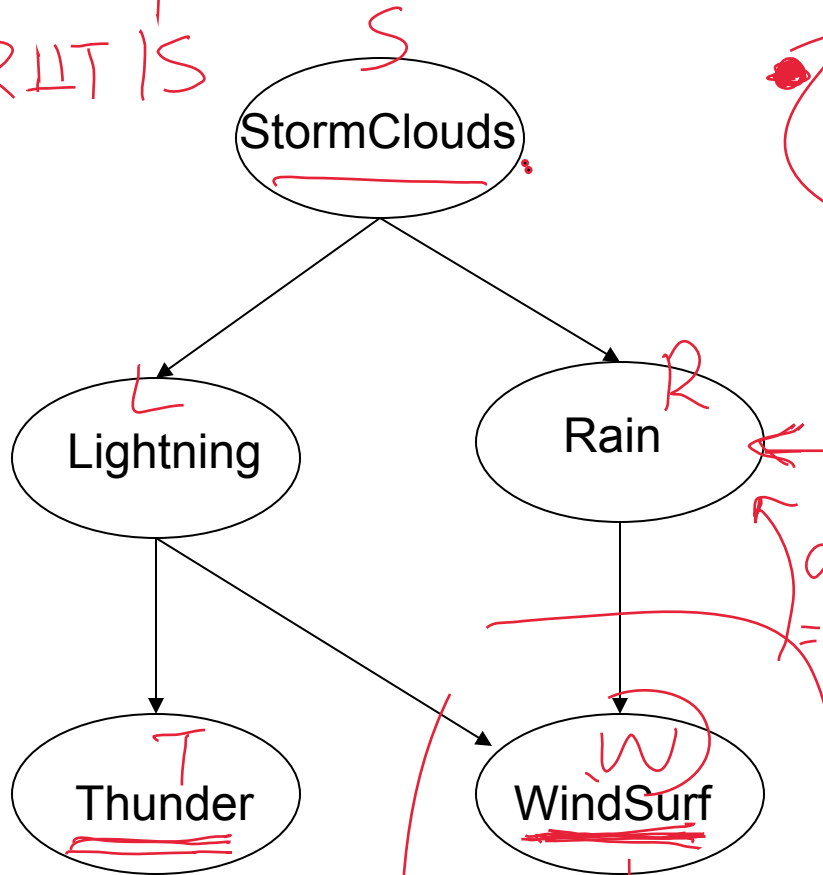 S
R ⫫ T | S
StormClouds
L
R
Lightning
Rain
T
W
Thunder
WindSurf